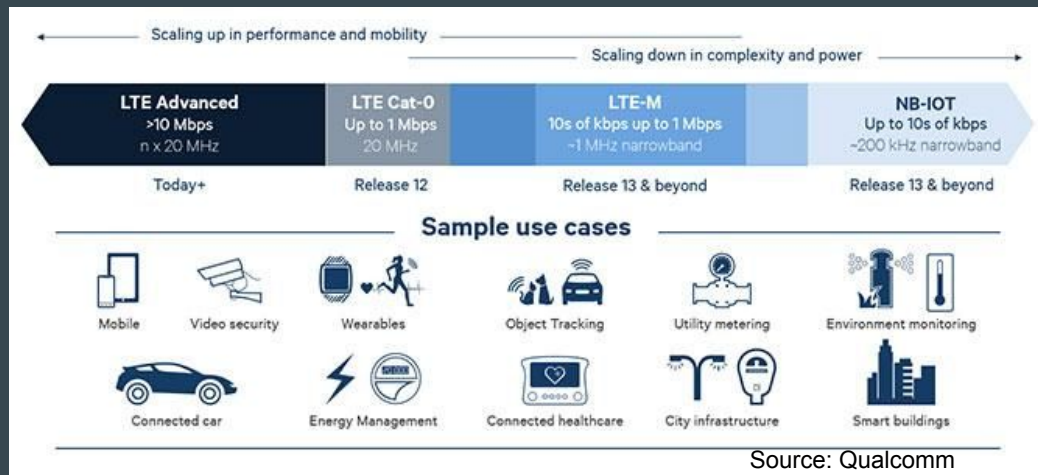 Scaling up in performance and mobility
Scaling down in complexity and power
LTE Advanced
>10 Mbps
n x 20 MHz
LTE Cat-0
Up to 1 Mbps
20 MHz
LTE-M
10s of kbps up to 1 Mbps
~1 MHz narrowband
NB-IOT
Up to 10s of kbps
~200 kHz narrowband
Today+
Release 12
Release 13 & beyond
Release 13 & beyond
Sample use cases
Mobile
Video security
Wearables
Object Tracking
Utility metering
Environment monitoring
Connected car
Energy Management
Connected healthcare
City infrastructure
Smart buildings
Source: Qualcomm